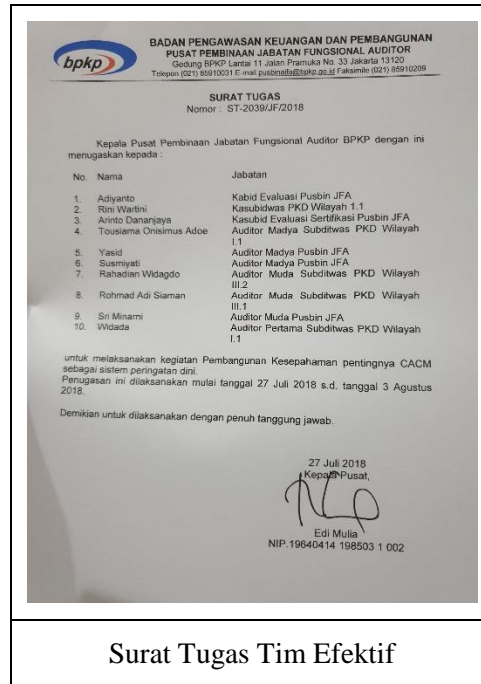 bpkp
BADAN PENGAWASAN KEUANGAN DAN PEMBANGUNAN
PUSAT PEMBINAAN JABATAN FUNGSIONAL AUDITOR
Gedung BPKP Lantai 11 Jalan Pramuka No. 33 Jakarta 13120
Telepon (021) 85910031 E-mail pusbinaifa@bpkp.go.id Faksimile (021) 85910209
SURAT TUGAS
Nomor : ST-2039/JF/2018
Kepala Pusat Pembinaan Jabatan Fungsional Auditor BPKP dengan ini
menugaskan kepada :
No. Nama Jabatan
1. Adiyanto Kabid Evaluasi Pusbin JFA
2. Rini Wartini Kasubidwas PKD Wilayah 1.1
3. Arinto Dananjaya Kasubid Evaluasi Sertifikasi Pusbin JFA
4. Tousiama Onisimus Adoe Auditor Madya Subditwas PKD Wilayah
I.1
5. Yasid Auditor Madya Pusbin JFA
6. Susmiyati Auditor Madya Pusbin JFA
7. Rahadian Widagdo Auditor Muda Subditwas PKD Wilayah
III.2
8. Rohmad Adi Siaman Auditor Muda Subditwas PKD Wilayah
III.1
9. Sri Minarni Auditor Muda Pusbin JFA
10. Widada Auditor Pertama Subditwas PKD Wilayah
I.1
untuk melaksanakan kegiatan Pembangunan Kesepahaman pentingnya CACM
sebagai sistem peringatan dini.
Penugasan ini dilaksanakan mulai tanggal 27 Juli 2018 s.d. tanggal 3 Agustus
2018.
Demikian untuk dilaksanakan dengan penuh tanggung jawab.
27 Juli 2018
Kepala Pusat,
Edi Mulia
NIP.19640414 198503 1 002
Surat Tugas Tim Efektif